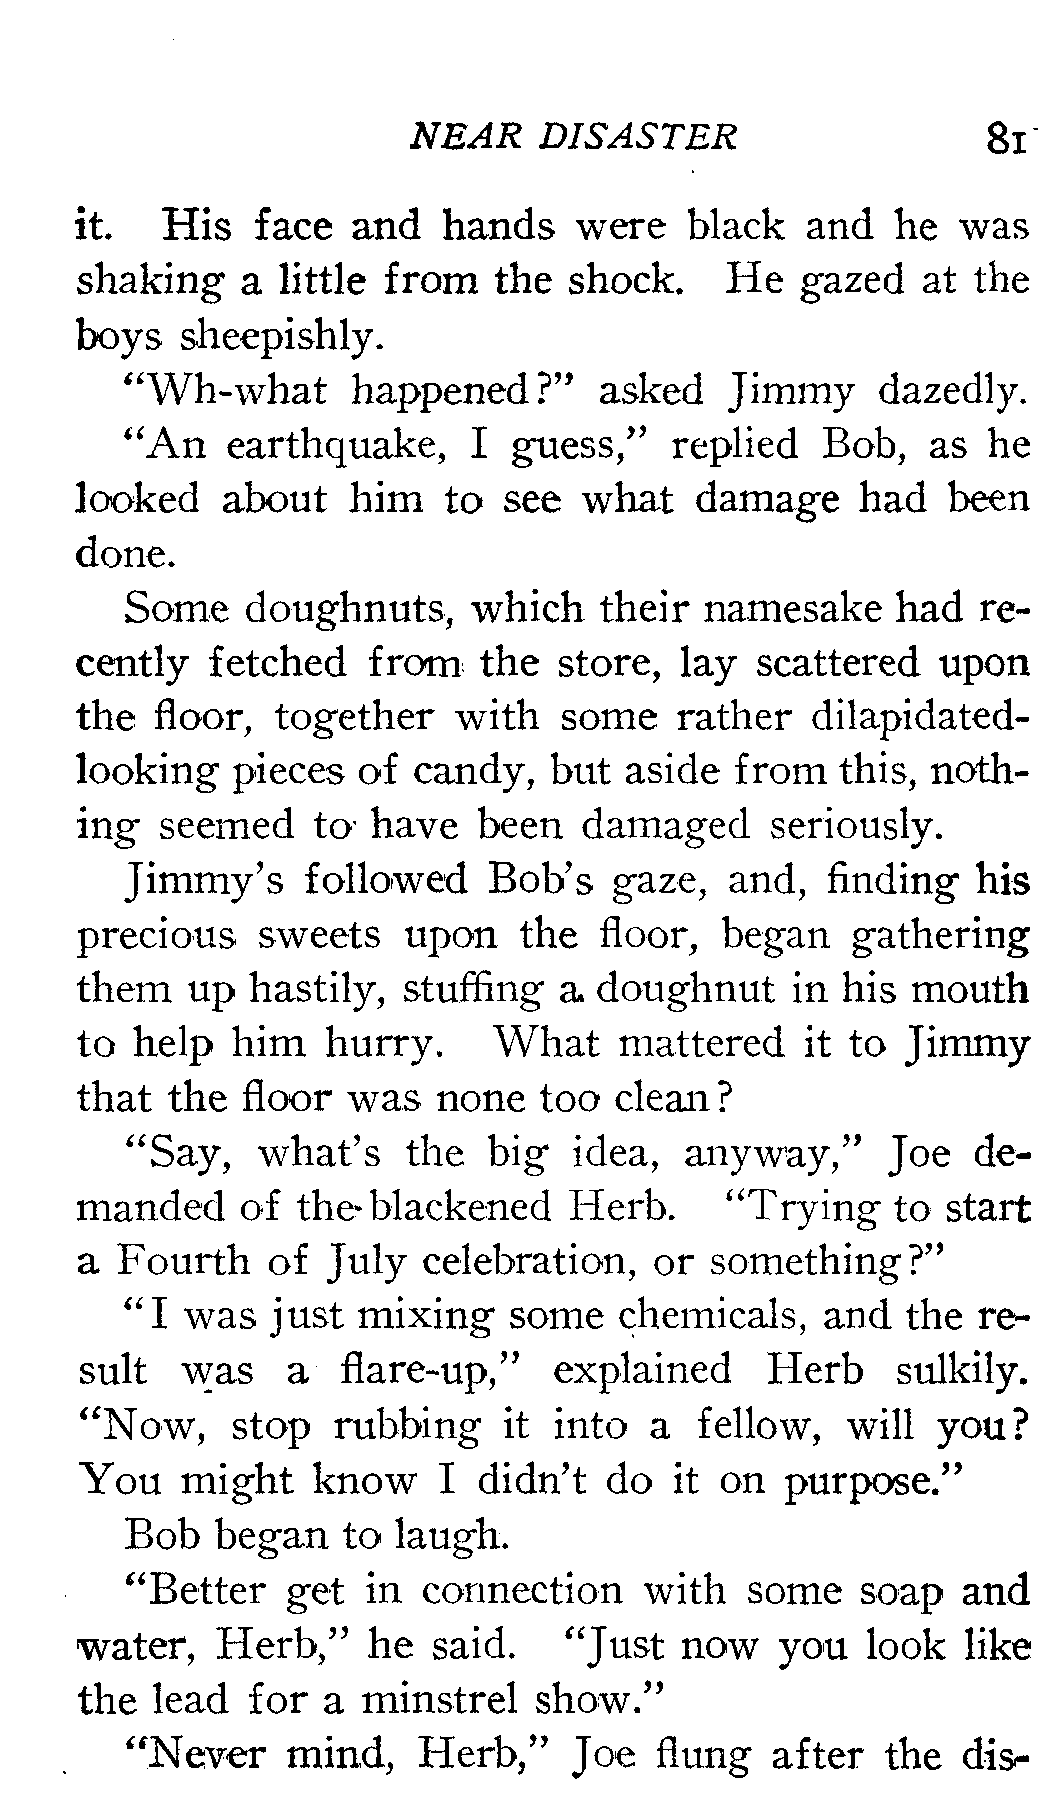 NEAR DISASTER 81
it. His face and hands were black and he was
shaking a little from the shock. He gazed at the
boys sheepishly.
“Wh-what happened?” asked Jimmy dazedly.
“An earthquake, I guess,” replied Bob, as he
looked about him to see what damage had been
done.
Some doughnuts, which their namesake had re-
cently fetched from the store, lay scattered upon
the floor, together with some rather dilapidated-
looking pieces of candy, but aside from this, noth-
ing seemed to have been damaged seriously.
Jimmy’s followed Bob’s gaze, and, finding his
precious sweets upon the floor, began gathering
them up hastily, stuffing a doughnut in his mouth
to help him hurry. What mattered it to Jimmy
that the floor was none too clean?
“Say, what’s the big idea, anyway,” Joe de-
manded of the blackened Herb. “Trying to start
a Fourth of July celebration, or something?”
“I was just mixing some chemicals, and the re-
sult was a flare-up,” explained Herb sulkily.
“Now, stop rubbing it into a fellow, will you?
You might know I didn’t do it on purpose.”
Bob began to laugh.
“Better get in connection with some soap and
water, Herb,” he said. “Just now you look like
the lead for a minstrel show.”
“Never mind, Herb,” Joe flung after the dis-